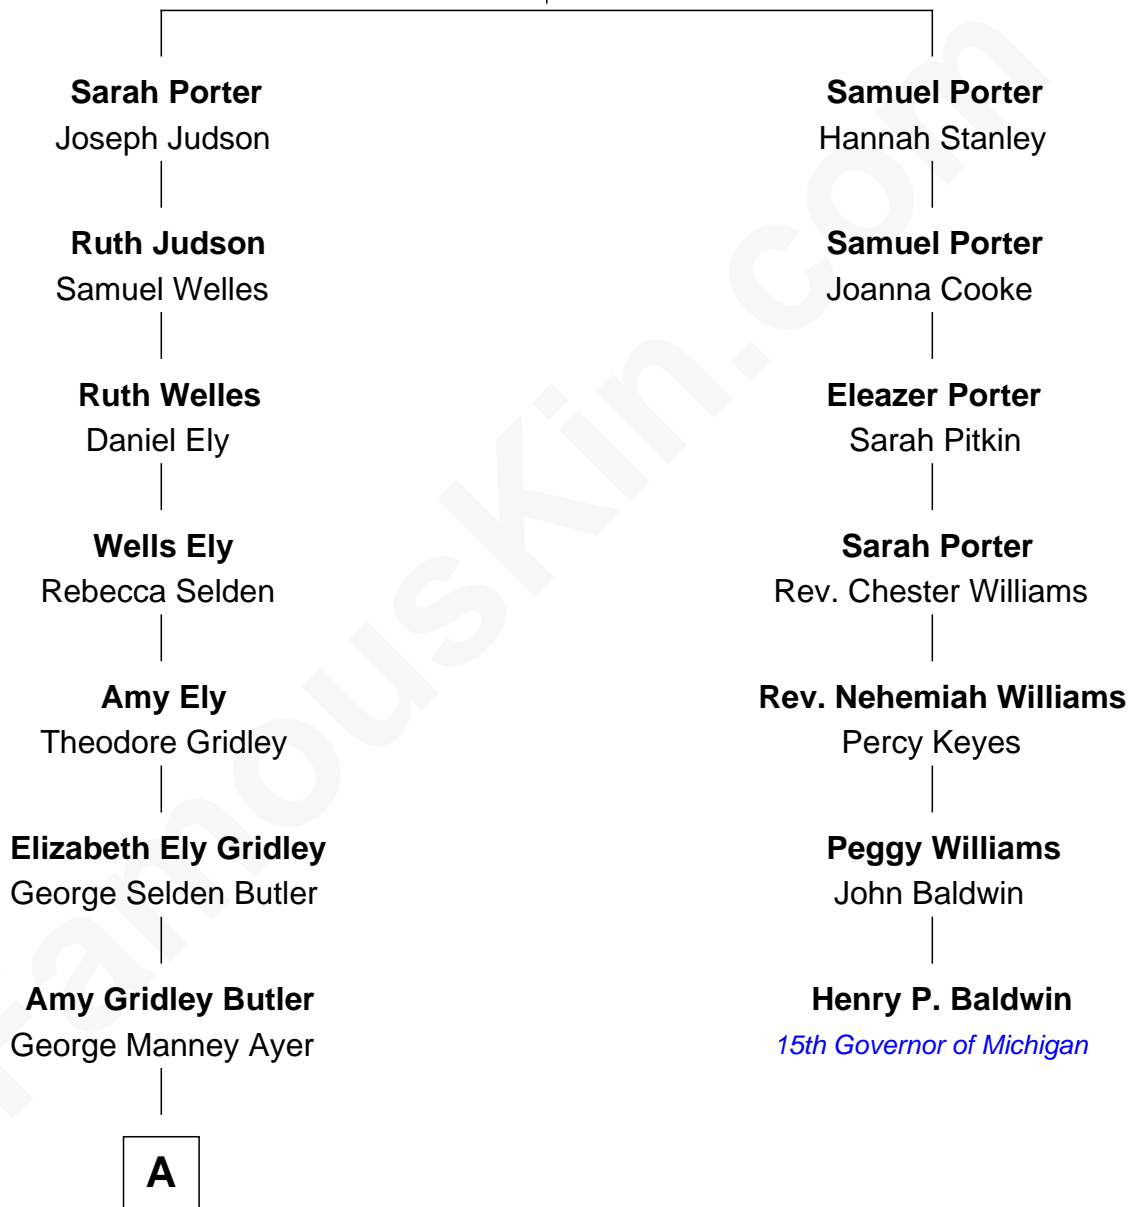 Sarah Porter
Joseph Judson
Ruth Judson
Samuel Welles
Ruth Welles
Daniel Ely
Wells Ely
Rebecca Selden
Amy Ely
Theodore Gridley
Elizabeth Ely Gridley
George Selden Butler
Amy Gridley Butler
George Manney Ayer
A
Samuel Porter
Hannah Stanley
Samuel Porter
Joanna Cooke
Eleazer Porter
Sarah Pitkin
Sarah Porter
Rev. Chester Williams
Rev. Nehemiah Williams
Percy Keyes
Peggy Williams
John Baldwin
Henry P. Baldwin
15th Governor of Michigan
FamousKin.com